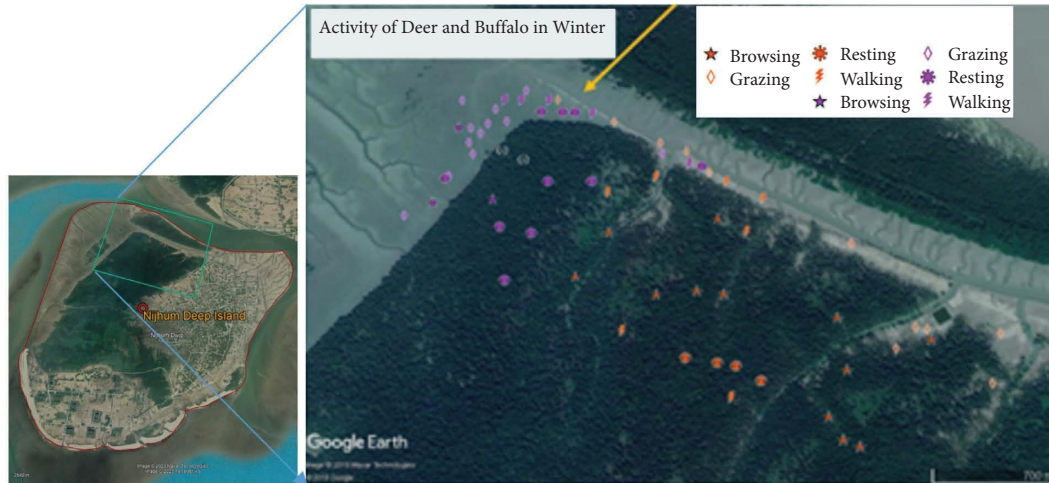 Activity of Deer and Buffalo in Winter
Browsing
Grazing
Resting
Walking
Browsing
Grazing
Resting
Walking
Nijhum Deep Island
Google Earth
700 m